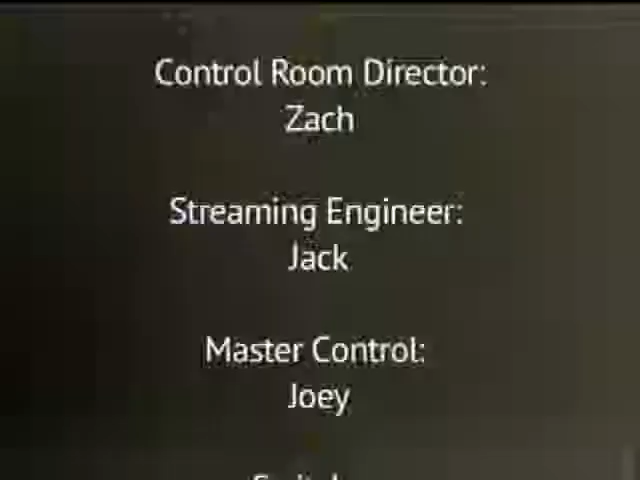 Control Room Director:
Zach
Streaming Engineer:
Jack
Master Control:
Joey